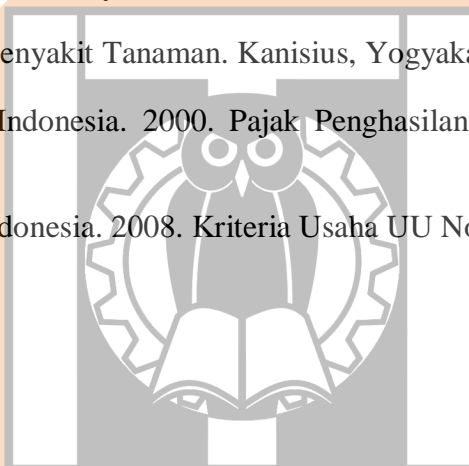 enyakit Tanaman. Kanisius, Yogyaka
Indonesia. 2000. Pajak Penghasilan
donesia. 2008. Kriteria Usaha UU No